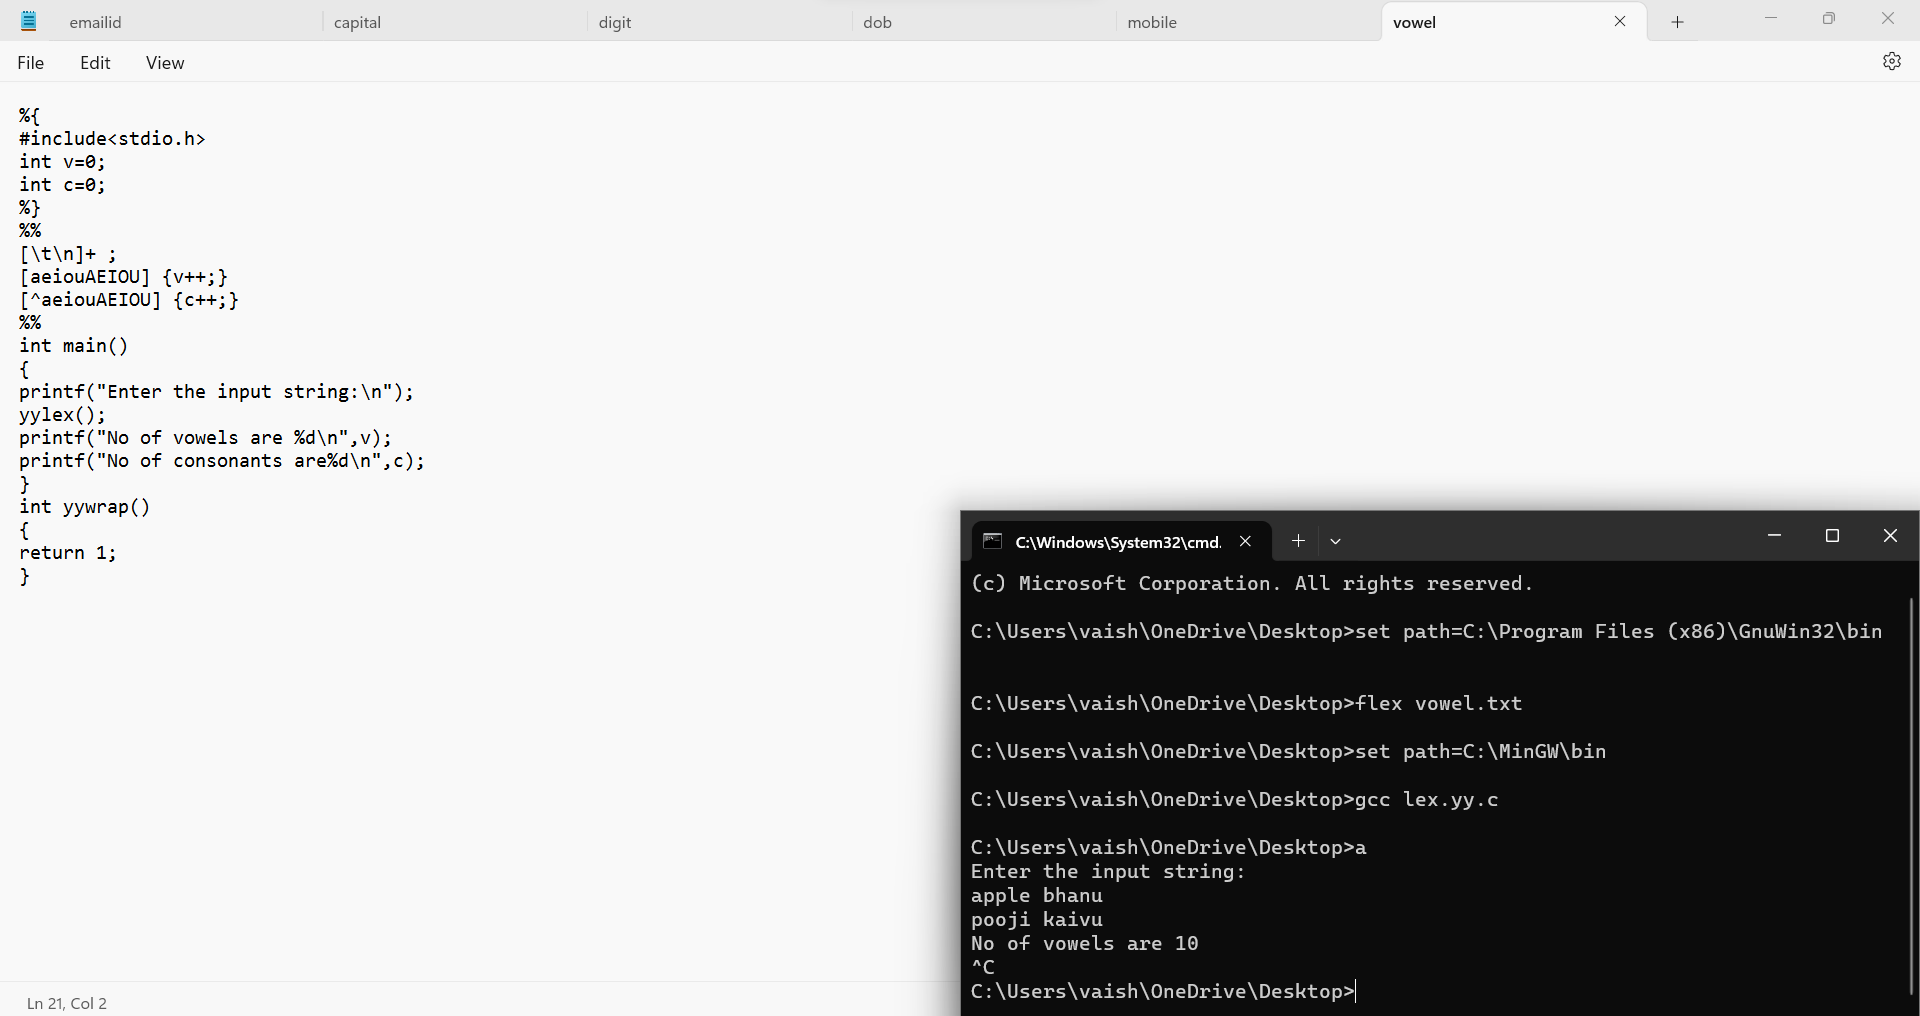 emailid capital digit dob mobile vowel
File Edit View
%{
#include<stdio.h>
int v=0;
int c=0;
%}
%%
[\t\n]+ ;
[aeiouAEIOU] {v++;}
[^aeiouAEIOU] {c++;}
%%
int main()
{
printf("Enter the input string:\n");
yylex();
printf("No of vowels are %d\n",v);
printf("No of consonants are%d\n",c);
}
int yywrap()
{
return 1;
}
Ln 21, Col 2
C:\Windows\System32\cmd.
(c) Microsoft Corporation. All rights reserved.
C:\Users\vaish\OneDrive\Desktop>set path=C:\Program Files (x86)\GnuWin32\bin
C:\Users\vaish\OneDrive\Desktop>flex vowel.txt
C:\Users\vaish\OneDrive\Desktop>set path=C:\MinGW\bin
C:\Users\vaish\OneDrive\Desktop>gcc lex.yy.c
C:\Users\vaish\OneDrive\Desktop>a
Enter the input string:
apple bhanu
pooji kaivu
No of vowels are 10
^C
C:\Users\vaish\OneDrive\Desktop>